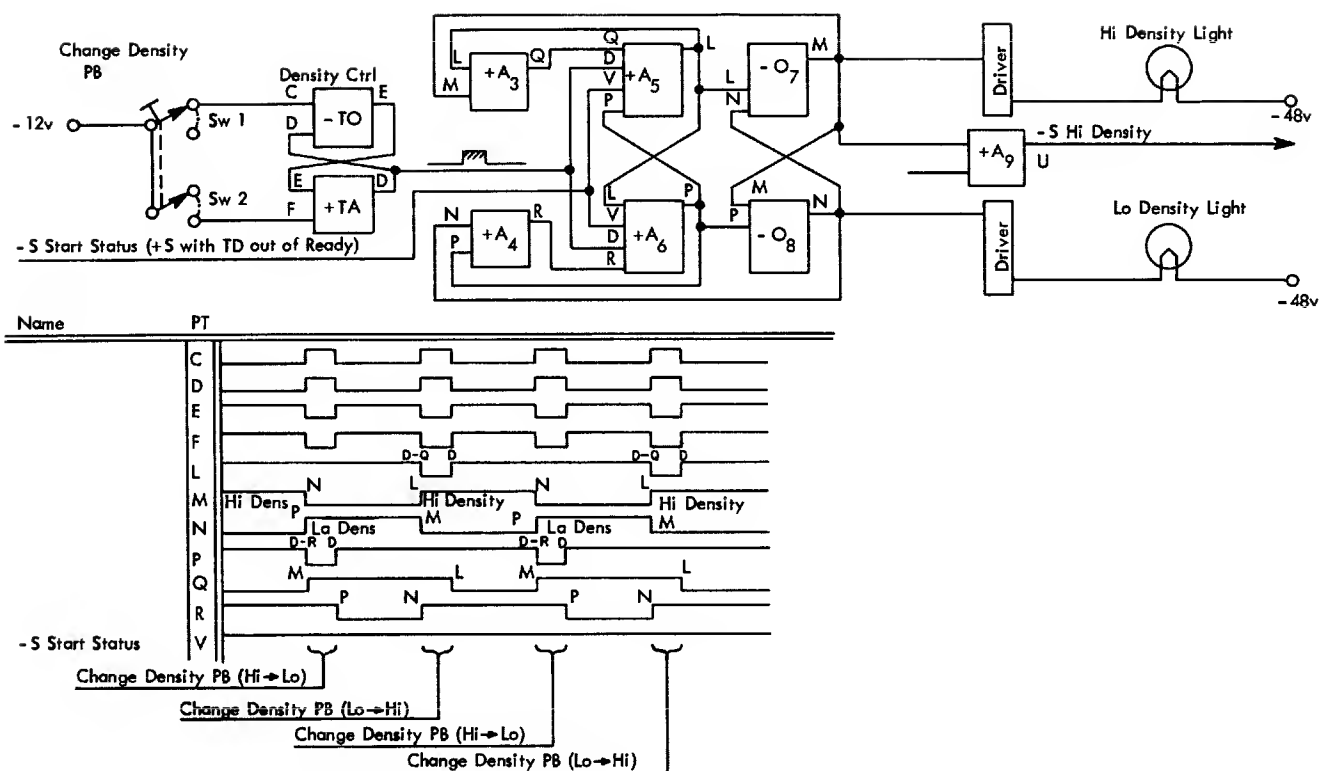 Change Density
PB
-12v
Sw 1
Sw 2
Density Ctrl
C
E
-TO
D
E
D
+TA
F
-S Start Status (+S with TD out of Ready)
L
M
+A3
Q
Q
D
V
P
+A5
L
N
P
+A4
R
L
V
D
R
+A6
P
L
N
-O7
M
M
P
-O8
N
Driver
Hi Density Light
-48v
-S Hi Density
+A9
U
Driver
Lo Density Light
-48v
Name PT
C
D
E
F
D-Q D D-Q D
L
N L N L
M Hi Dens Hi Density Hi Density
P M P M
N La Dens La Dens
D-R D D-R D
P
M L M L
Q
P N P N
R
-S Start Status V
Change Density PB (Hi→Lo)
Change Density PB (Lo→Hi)
Change Density PB (Hi→Lo)
Change Density PB (Lo→Hi)